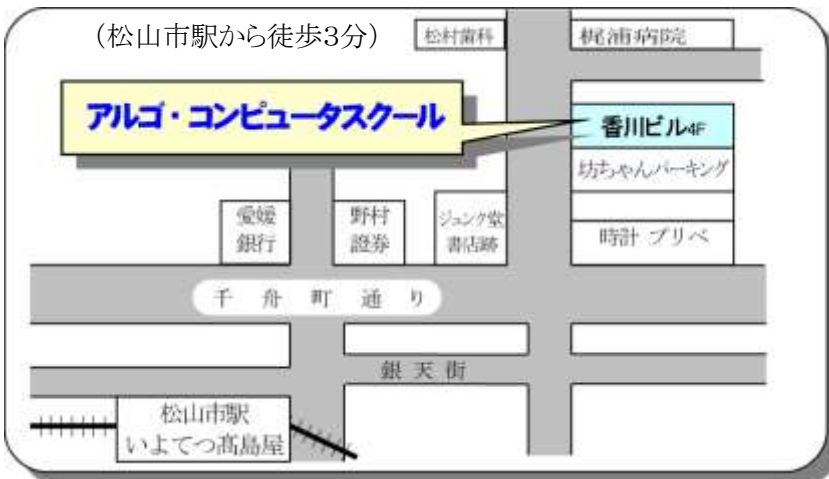 (松山市駅から徒歩3分)
松村歯科
梶浦病院
アルゴ・コンピュータスクール
香川ビル4F
坊ちゃんパーキング
愛媛
銀行
野村
證券
ジュンク堂
書店跡
時計 プリベ
千舟町通り
銀天街
松山市駅
いよてつ髙島屋